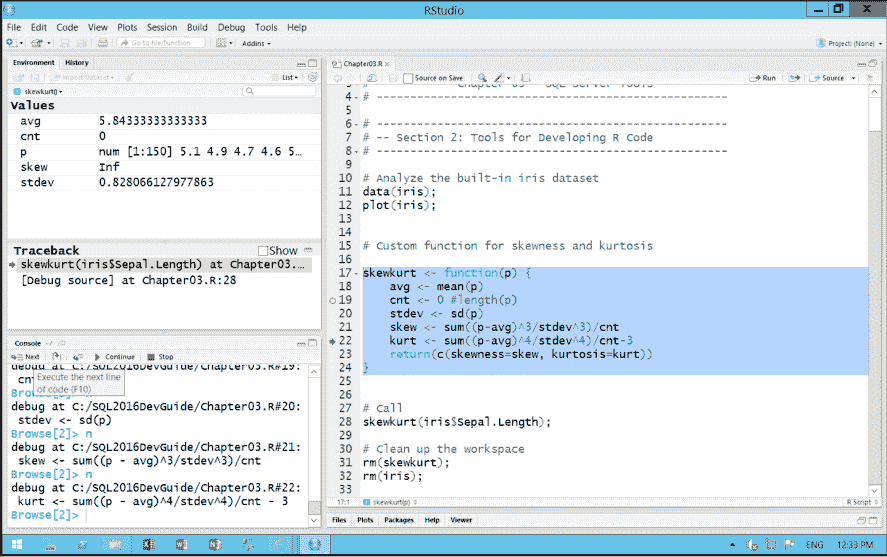 RStudio
File Edit Code View Plots Session Build Debug Tools Help
Go to file/function Addins Project: (None)
Environment History
Import Dataset List
skewkurt()
Values
avg 5.84333333333333
cnt 0
p num [1:150] 5.1 4.9 4.7 4.6 5…
skew Inf
stdev 0.828066127977863
Traceback Show
skewkurt(iris$Sepal.Length) at Chapter03.…
[Debug source] at Chapter03.R:28
Console ~/
Next Continue Stop
debug at C:/SQL2016DevGuide/Chapter03.R#19:
cn
Execute the next line
of code (F10)
Brows
debug at C:/SQL2016DevGuide/Chapter03.R#20:
stdev <- sd(p)
Browse[2]> n
debug at C:/SQL2016DevGuide/Chapter03.R#21:
skew <- sum((p - avg)^3/stdev^3)/cnt
Browse[2]> n
debug at C:/SQL2016DevGuide/Chapter03.R#22:
kurt <- sum((p - avg)^4/stdev^4)/cnt - 3
Browse[2]>
Chapter03.R
Source on Save Run Source
4 # ----------------------------------------------------
5
6 # ----------------------------------------------------
7 # -- Section 2: Tools for Developing R Code
8 # ----------------------------------------------------
9
10 # Analyze the built-in iris dataset
11 data(iris);
12 plot(iris);
13
14
15 # Custom function for skewness and kurtosis
16
17 skewkurt <- function(p) {
18 avg <- mean(p)
19 cnt <- 0 #length(p)
20 stdev <- sd(p)
21 skew <- sum((p-avg)^3/stdev^3)/cnt
22 kurt <- sum((p-avg)^4/stdev^4)/cnt-3
23 return(c(skewness=skew, kurtosis=kurt))
24 }
25
26
27 # Call
28 skewkurt(iris$Sepal.Length);
29
30 # Clean up the workspace
31 rm(skewkurt);
32 rm(iris);
33
17:1 skewkurt(p) R Script
Files Plots Packages Help Viewer
ENG 12:33 PM